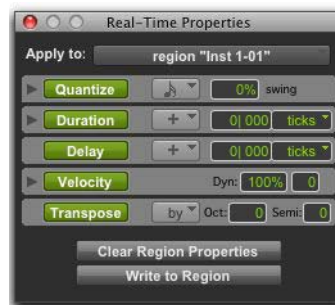 Real-Time Properties
Apply to: region "Inst 1-01"
Quantize 0% swing
Duration + 0| 000 ticks
Delay + 0| 000 ticks
Velocity Dyn: 100% 0
Transpose by Oct: 0 Semi: 0
Clear Region Properties
Write to Region